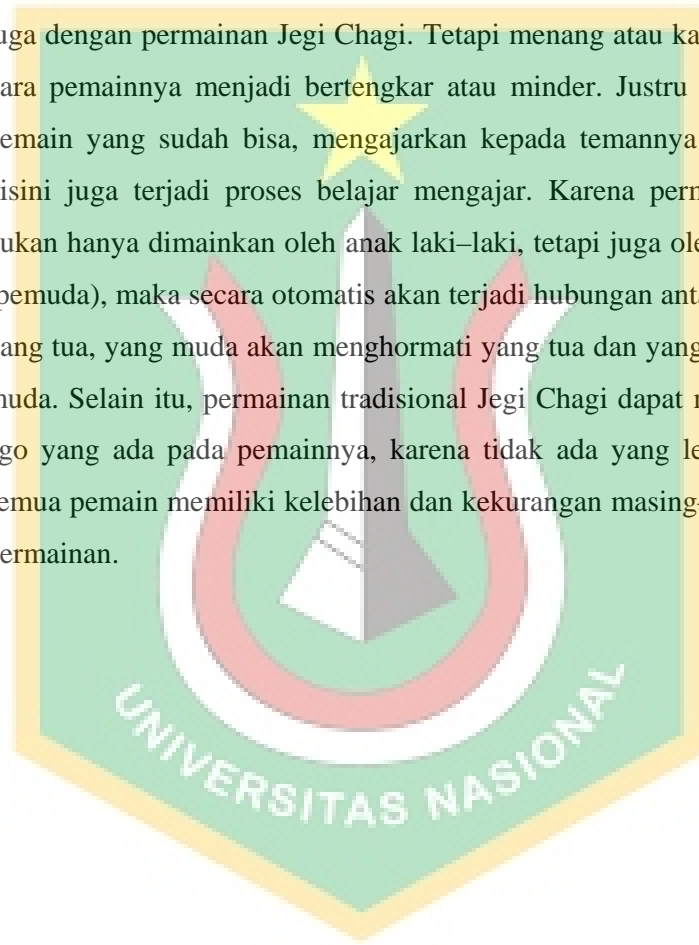 uga dengan permainan Jegi Chagi. Tetapi menang atau ka
ara pemainnya menjadi bertengkar atau minder. Justru
emain yang sudah bisa, mengajarkan kepada temannya
isini juga terjadi proses belajar mengajar. Karena perm
ukan hanya dimainkan oleh anak laki–laki, tetapi juga ole
pemuda), maka secara otomatis akan terjadi hubungan anta
ang tua, yang muda akan menghormati yang tua dan yang
nuda. Selain itu, permainan tradisional Jegi Chagi dapat
go yang ada pada pemainnya, karena tidak ada yang le
emua pemain memiliki kelebihan dan kekurangan masing-
ermainan.
UNIVERSITAS NASIONAL